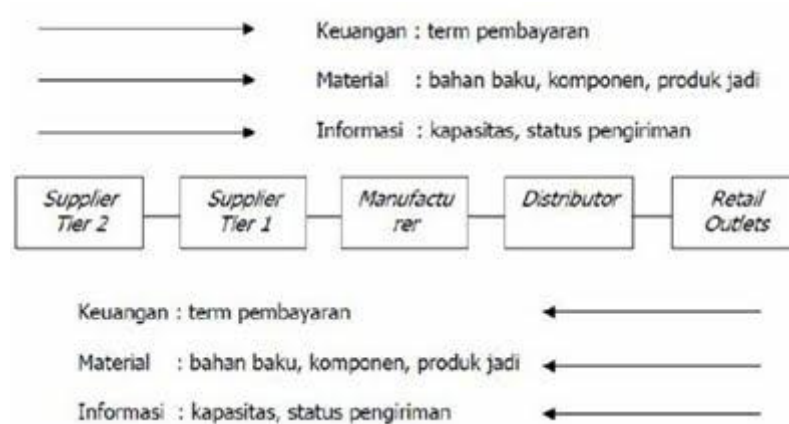 Keuangan : term pembayaran
Material : bahan baku, komponen, produk jadi
Informasi : kapasitas, status pengiriman
Supplier
Tier 2
Supplier
Tier 1
Manufactu
rer
Distributor
Retail
Outlets
Keuangan : term pembayaran
Material : bahan baku, komponen, produk jadi
Informasi : kapasitas, status pengiriman